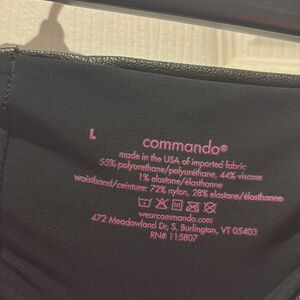 L commando®
made in the USA of imported fabric
55% polyurethane/polyuréthane, 44% viscose
1% elastane/élasthanne
waistband/ceinture: 72% nylon, 28% elastane/élasthanne
wearcommando.com
472 Meadowland Dr, S. Burlington, VT 05403
RN# 115807